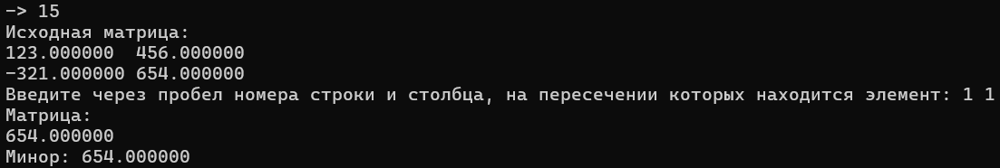 -> 15
Исходная матрица:
123.000000  456.000000
-321.000000 654.000000
Введите через пробел номера строки и столбца, на пересечении которых находится элемент: 1 1
Матрица:
654.000000
Минор: 654.000000